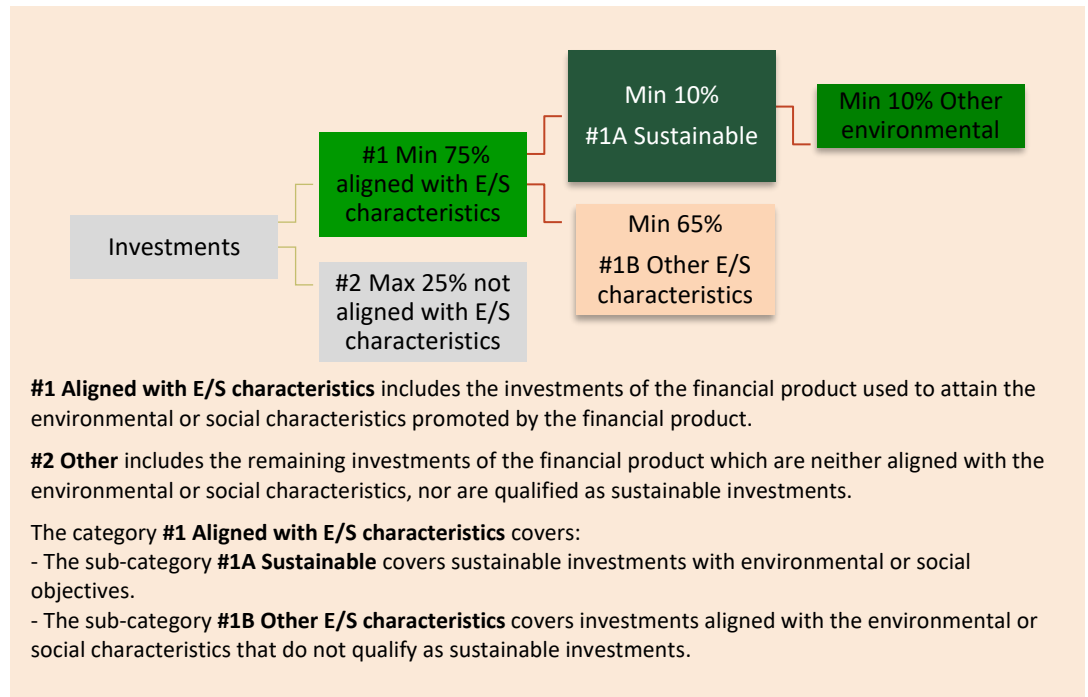 Min 10%
#1A Sustainable
Min 10% Other
environmental
#1 Min 75%
aligned with E/S
characteristics
Investments
Min 65%
#1B Other E/S
characteristics
#2 Max 25% not
aligned with E/S
characteristics
#1 Aligned with E/S characteristics includes the investments of the financial product used to attain the
environmental or social characteristics promoted by the financial product.
#2 Other includes the remaining investments of the financial product which are neither aligned with the
environmental or social characteristics, nor are qualified as sustainable investments.
The category #1 Aligned with E/S characteristics covers:
- The sub-category #1A Sustainable covers sustainable investments with environmental or social
objectives.
- The sub-category #1B Other E/S characteristics covers investments aligned with the environmental or
social characteristics that do not qualify as sustainable investments.